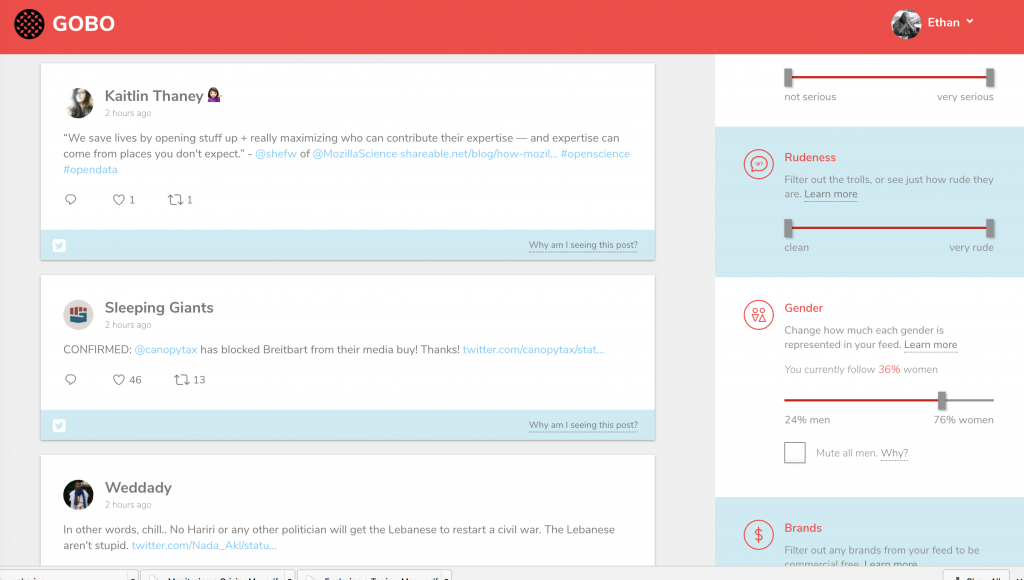 GOBO
Ethan
Kaitlin Thaney
2 hours ago
“We save lives by opening stuff up + really maximizing who can contribute their expertise — and expertise can
come from places you don't expect.” - @shefw of @MozillaScience shareable.net/blog/how-mozil... #openscience
#opendata
1
1
Why am I seeing this post?
Sleeping Giants
2 hours ago
CONFIRMED: @canopytax has blocked Breitbart from their media buy! Thanks! twitter.com/canopytax/stat...
46
13
Why am I seeing this post?
Weddady
2 hours ago
In other words, chill.. No Hariri or any other politician will get the Lebanese to restart a civil war. The Lebanese
aren't stupid. twitter.com/Nada_Akl/statu...
not serious very serious
Rudeness
Filter out the trolls, or see just how rude they
are. Learn more
clean very rude
Gender
Change how much each gender is
represented in your feed. Learn more
You currently follow 36% women
24% men 76% women
Mute all men. Why?
Brands
Filter out any brands from your feed to be
commercial free. Learn more